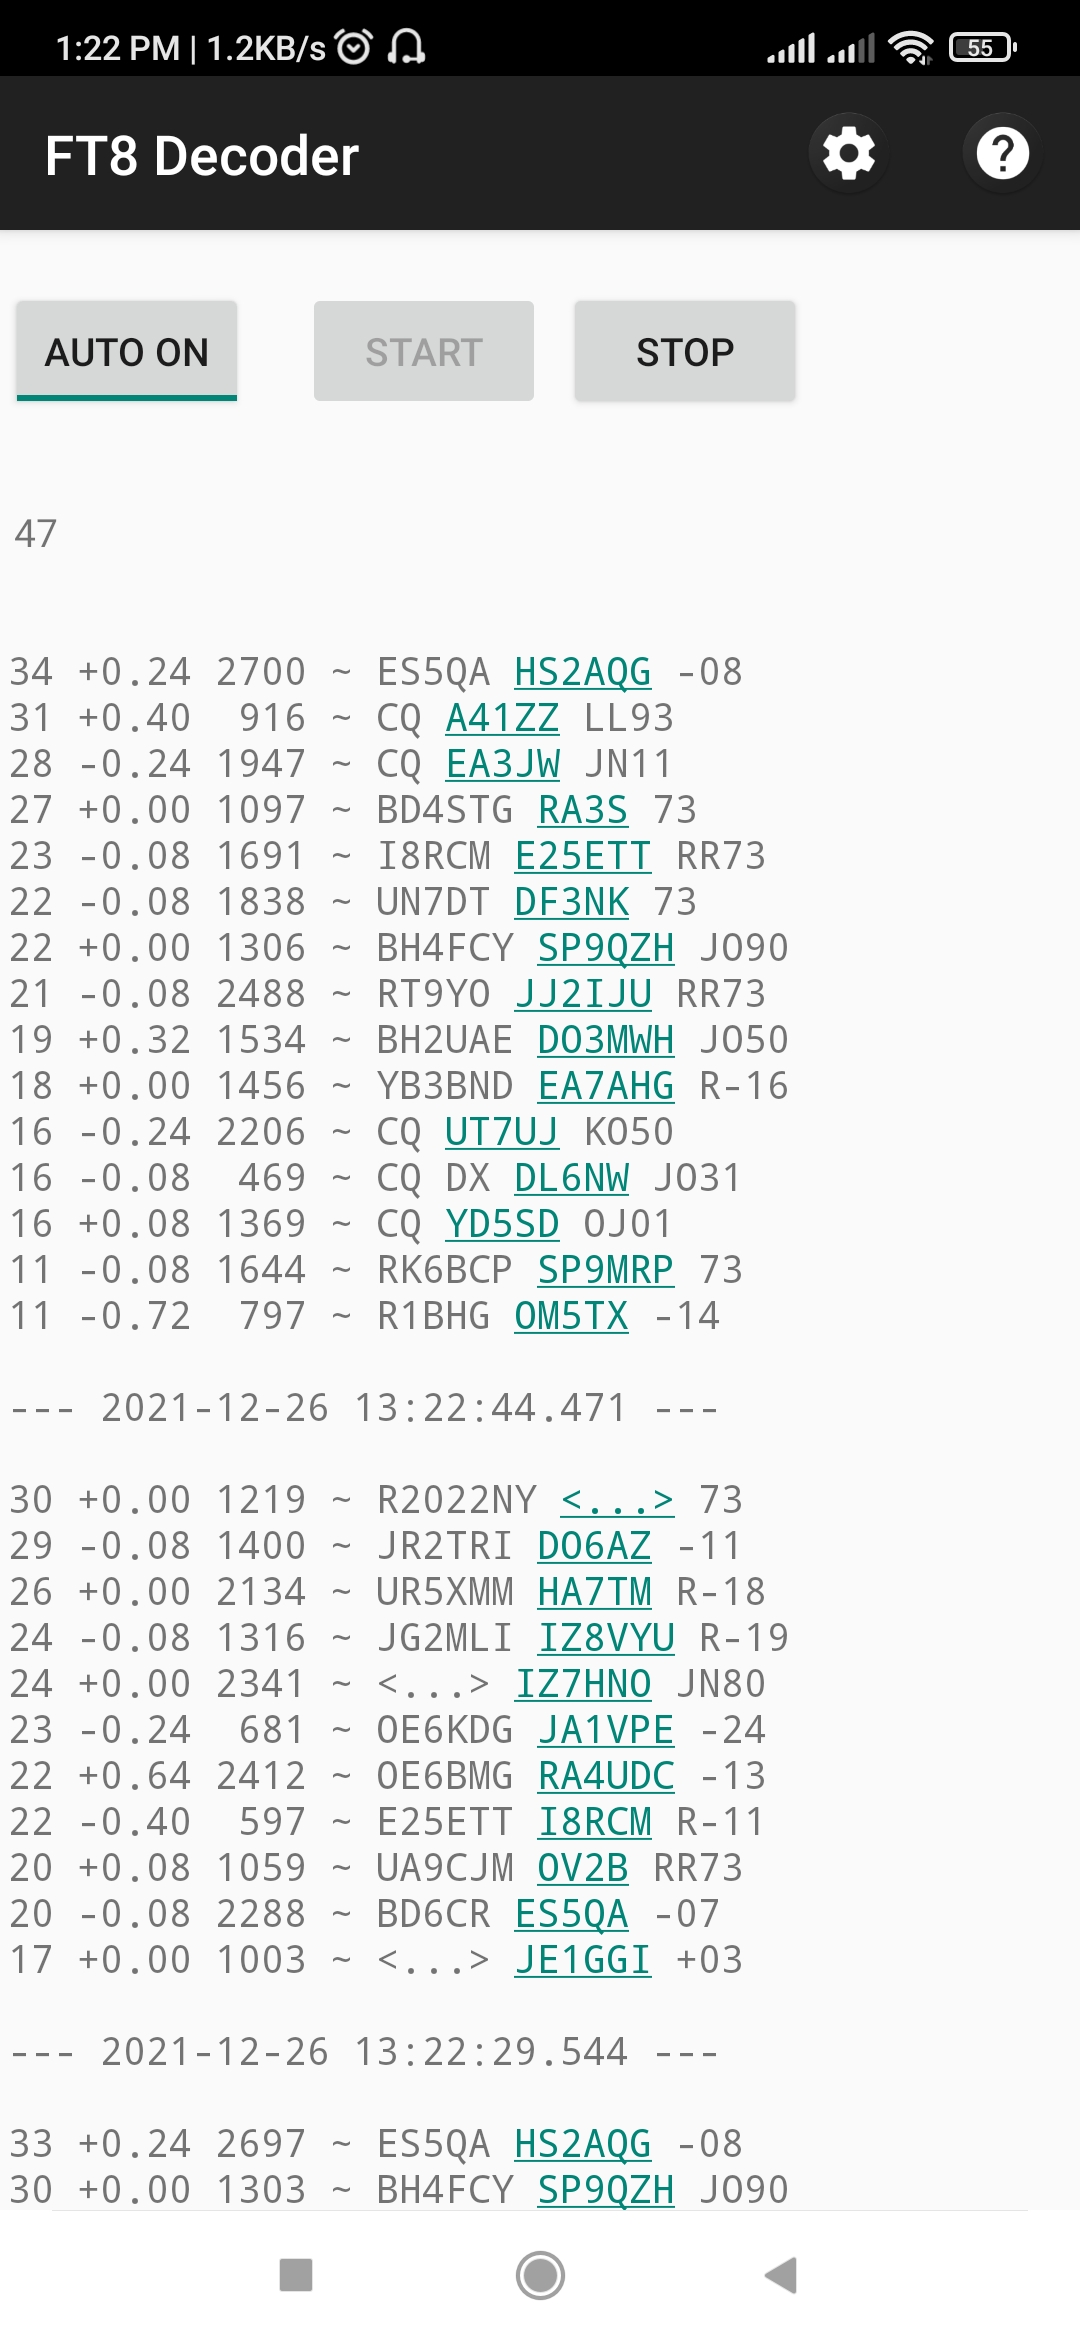 1:22 PM | 1.2KB/s 55
FT8 Decoder
AUTO ON START STOP
47
34 +0.24 2700 ~ ES5QA HS2AQG -08
31 +0.40  916 ~ CQ A41ZZ LL93
28 -0.24 1947 ~ CQ EA3JW JN11
27 +0.00 1097 ~ BD4STG RA3S 73
23 -0.08 1691 ~ I8RCM E25ETT RR73
22 -0.08 1838 ~ UN7DT DF3NK 73
22 +0.00 1306 ~ BH4FCY SP9QZH JO90
21 -0.08 2488 ~ RT9YO JJ2IJU RR73
19 +0.32 1534 ~ BH2UAE DO3MWH JO50
18 +0.00 1456 ~ YB3BND EA7AHG R-16
16 -0.24 2206 ~ CQ UT7UJ KO50
16 -0.08  469 ~ CQ DX DL6NW JO31
16 +0.08 1369 ~ CQ YD5SD OJ01
11 -0.08 1644 ~ RK6BCP SP9MRP 73
11 -0.72  797 ~ R1BHG OM5TX -14
--- 2021-12-26 13:22:44.471 ---
30 +0.00 1219 ~ R2022NY <...> 73
29 -0.08 1400 ~ JR2TRI DO6AZ -11
26 +0.00 2134 ~ UR5XMM HA7TM R-18
24 -0.08 1316 ~ JG2MLI IZ8VYU R-19
24 +0.00 2341 ~ <...> IZ7HNO JN80
23 -0.24  681 ~ OE6KDG JA1VPE -24
22 +0.64 2412 ~ OE6BMG RA4UDC -13
22 -0.40  597 ~ E25ETT I8RCM R-11
20 +0.08 1059 ~ UA9CJM OV2B RR73
20 -0.08 2288 ~ BD6CR ES5QA -07
17 +0.00 1003 ~ <...> JE1GGI +03
--- 2021-12-26 13:22:29.544 ---
33 +0.24 2697 ~ ES5QA HS2AQG -08
30 +0.00 1303 ~ BH4FCY SP9QZH JO90